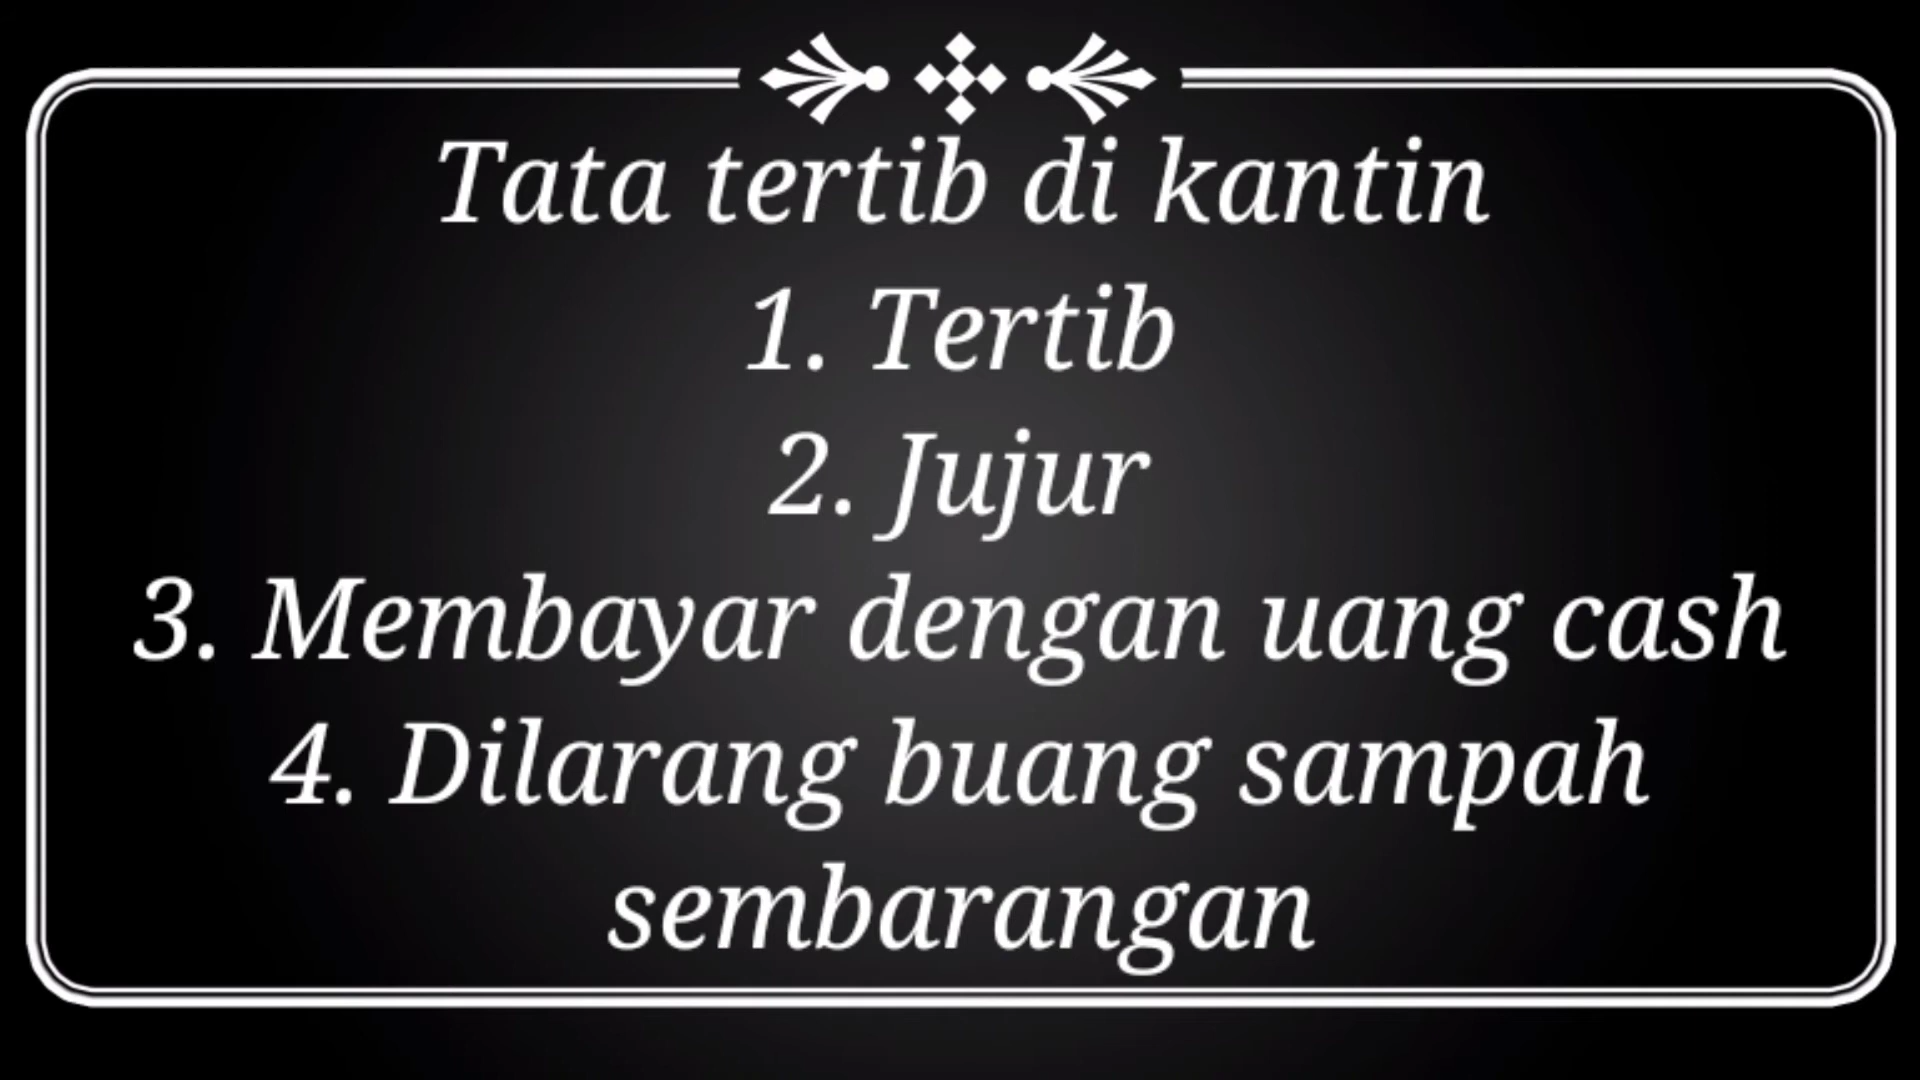 Tata tertib di kantin
1. Tertib
2. Jujur
3. Membayar dengan uang cash
4. Dilarang buang sampah
sembarangan